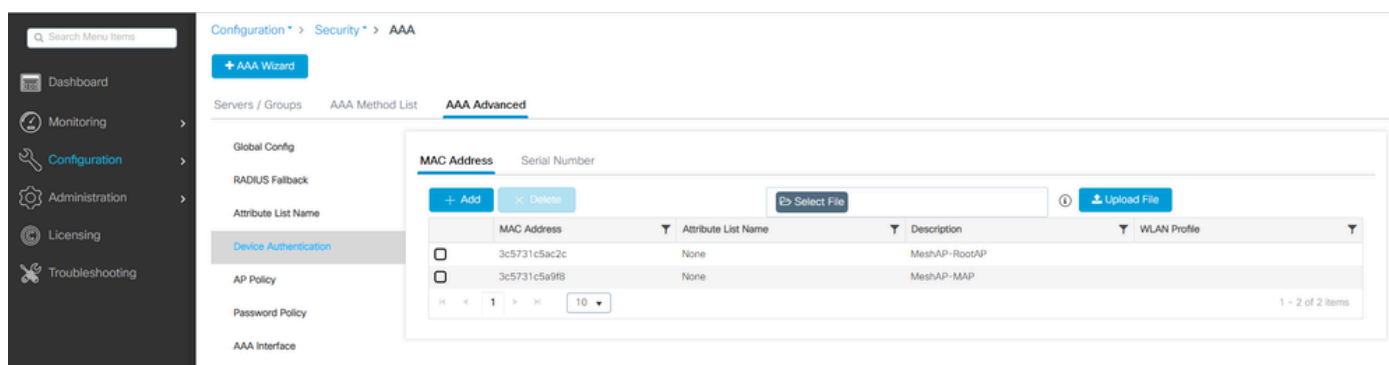 Search Menu Items
Dashboard
Monitoring
Configuration
Administration
Licensing
Troubleshooting
Configuration > Security > AAA
+ AAA Wizard
Servers / Groups AAA Method List AAA Advanced
Global Config
RADIUS Fallback
Attribute List Name
Device Authentication
AP Policy
Password Policy
AAA Interface
MAC Address Serial Number
+ Add × Delete Select File Upload File
MAC Address Attribute List Name Description WLAN Profile
3c5731c5ac2c None MeshAP-RootAP
3c5731c5a9f8 None MeshAP-MAP
1 10 1 - 2 of 2 items